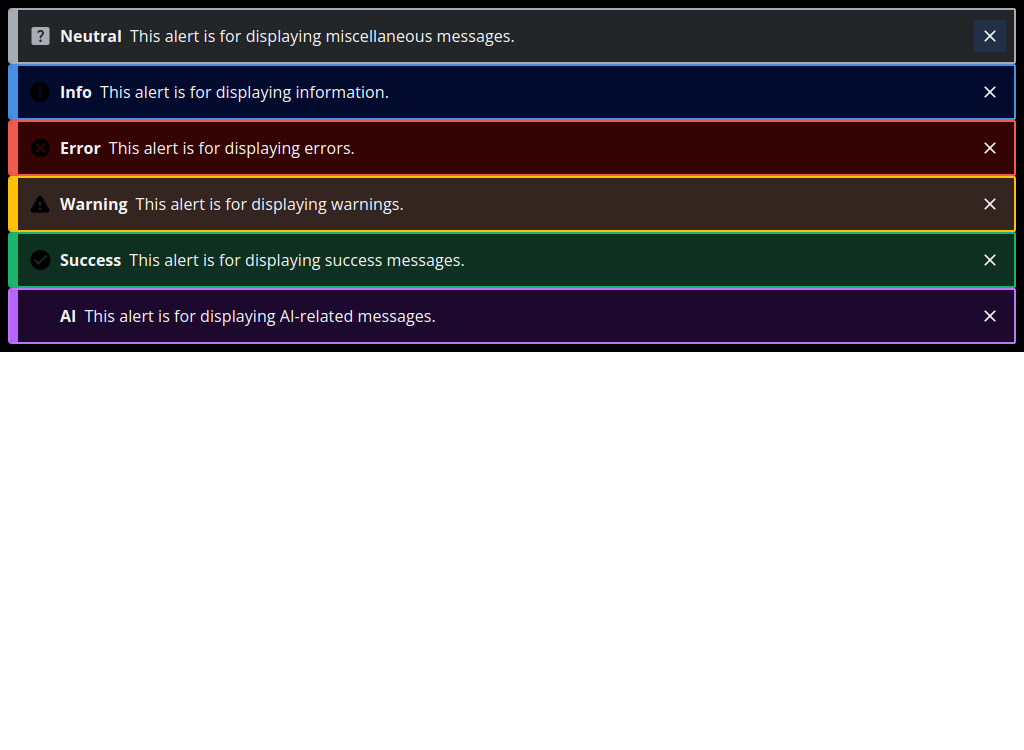 Neutral This alert is for displaying miscellaneous messages.
Info This alert is for displaying information.
Error This alert is for displaying errors.
Warning This alert is for displaying warnings.
Success This alert is for displaying success messages.
AI This alert is for displaying AI-related messages.